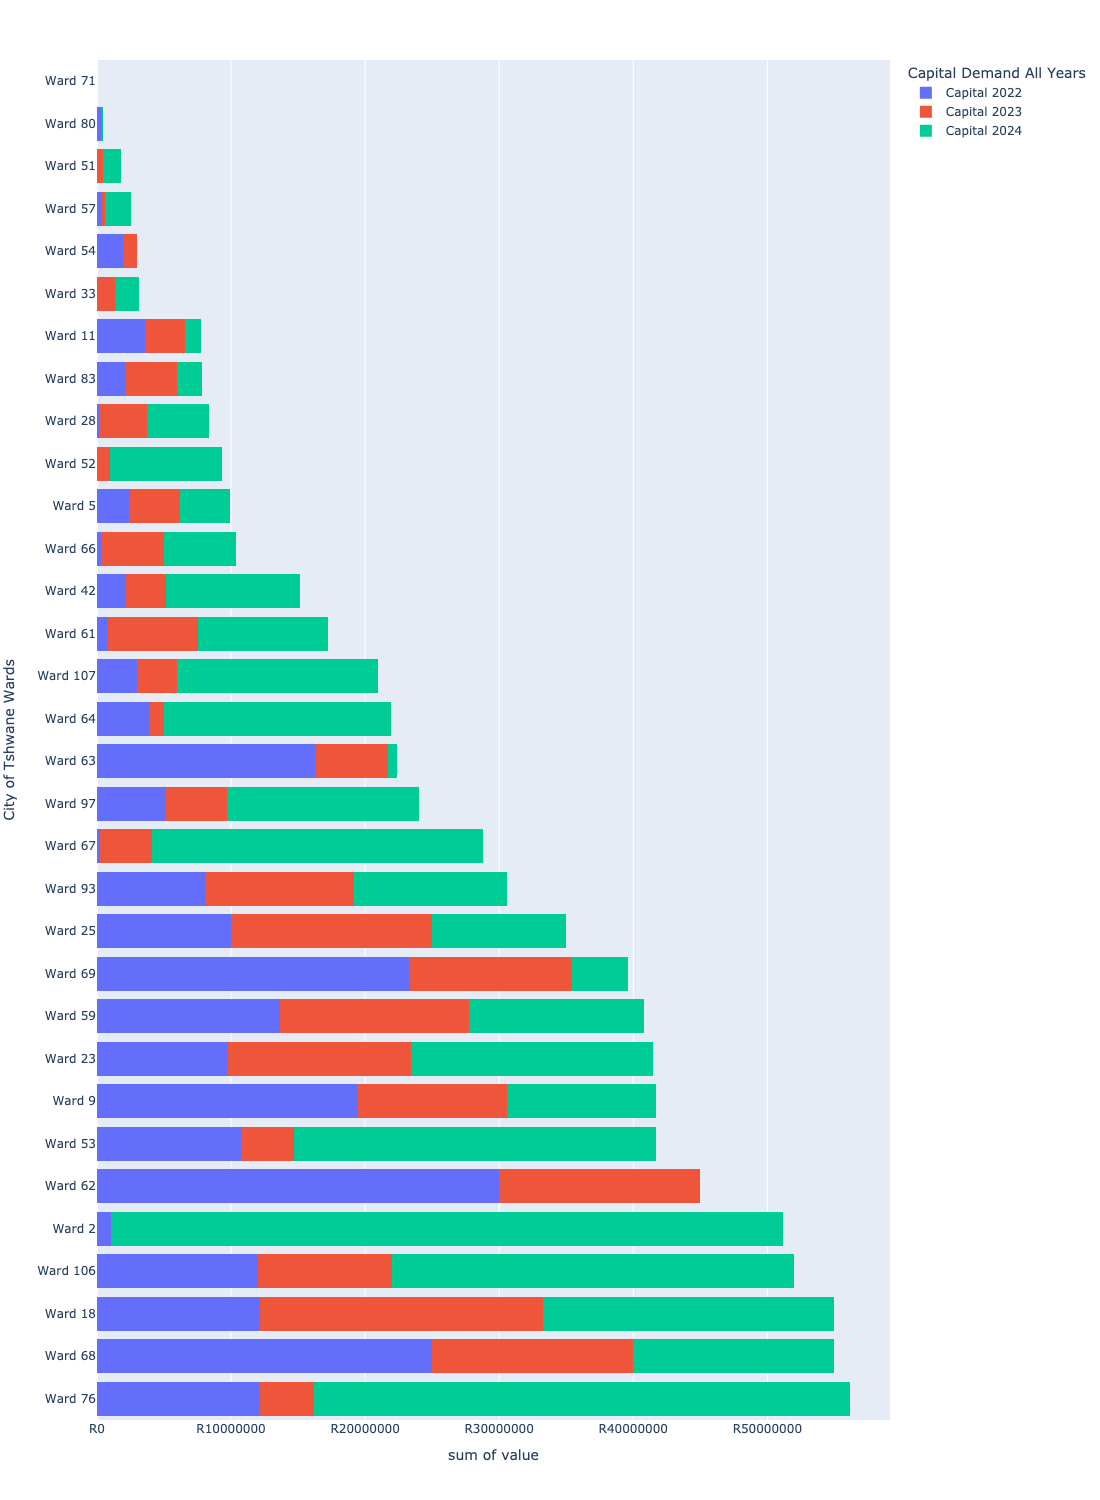 Capital Demand All Years
Capital 2022
Capital 2023
Capital 2024
City of Tshwane Wards
Ward 71
Ward 80
Ward 51
Ward 57
Ward 54
Ward 33
Ward 11
Ward 83
Ward 28
Ward 52
Ward 5
Ward 66
Ward 42
Ward 61
Ward 107
Ward 64
Ward 63
Ward 97
Ward 67
Ward 93
Ward 25
Ward 69
Ward 59
Ward 23
Ward 9
Ward 53
Ward 62
Ward 2
Ward 106
Ward 18
Ward 68
Ward 76
R0 R10000000 R20000000 R30000000 R40000000 R50000000
sum of value